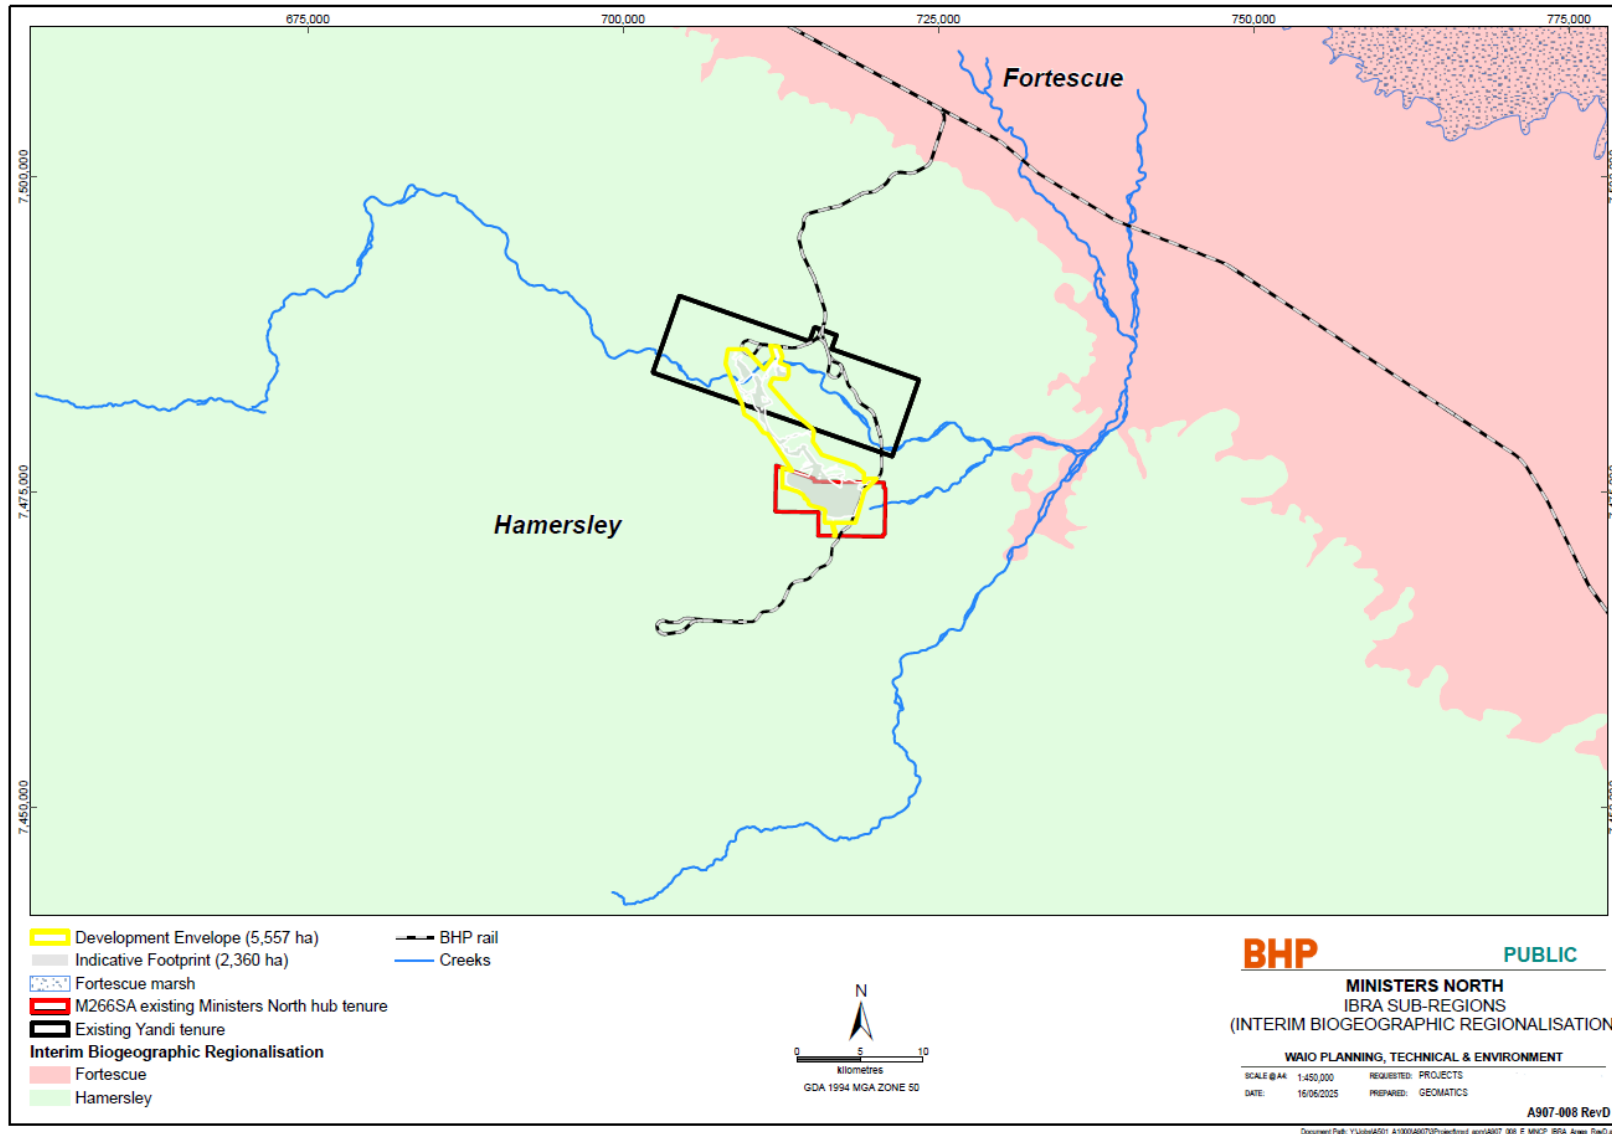 675,000 700,000 725,000 750,000 775,000
Fortescue
7,500,000
Hamersley
7,475,000
7,450,000
Development Envelope (5,557 ha)
Indicative Footprint (2,360 ha)
Fortescue marsh
M266SA existing Ministers North hub tenure
Existing Yandi tenure
Interim Biogeographic Regionalisation
Fortescue
Hamersley
BHP rail
Creeks
N
0 5 10
kilometres
GDA 1994 MGA ZONE 50
BHP PUBLIC
MINISTERS NORTH
IBRA SUB-REGIONS
(INTERIM BIOGEOGRAPHIC REGIONALISATION
WAIO PLANNING, TECHNICAL & ENVIRONMENT
SCALE @ A4: 1:450,000 REQUESTED: PROJECTS
DATE: 16/06/2025 PREPARED: GEOMATICS
A907-008 RevD
Document Path: